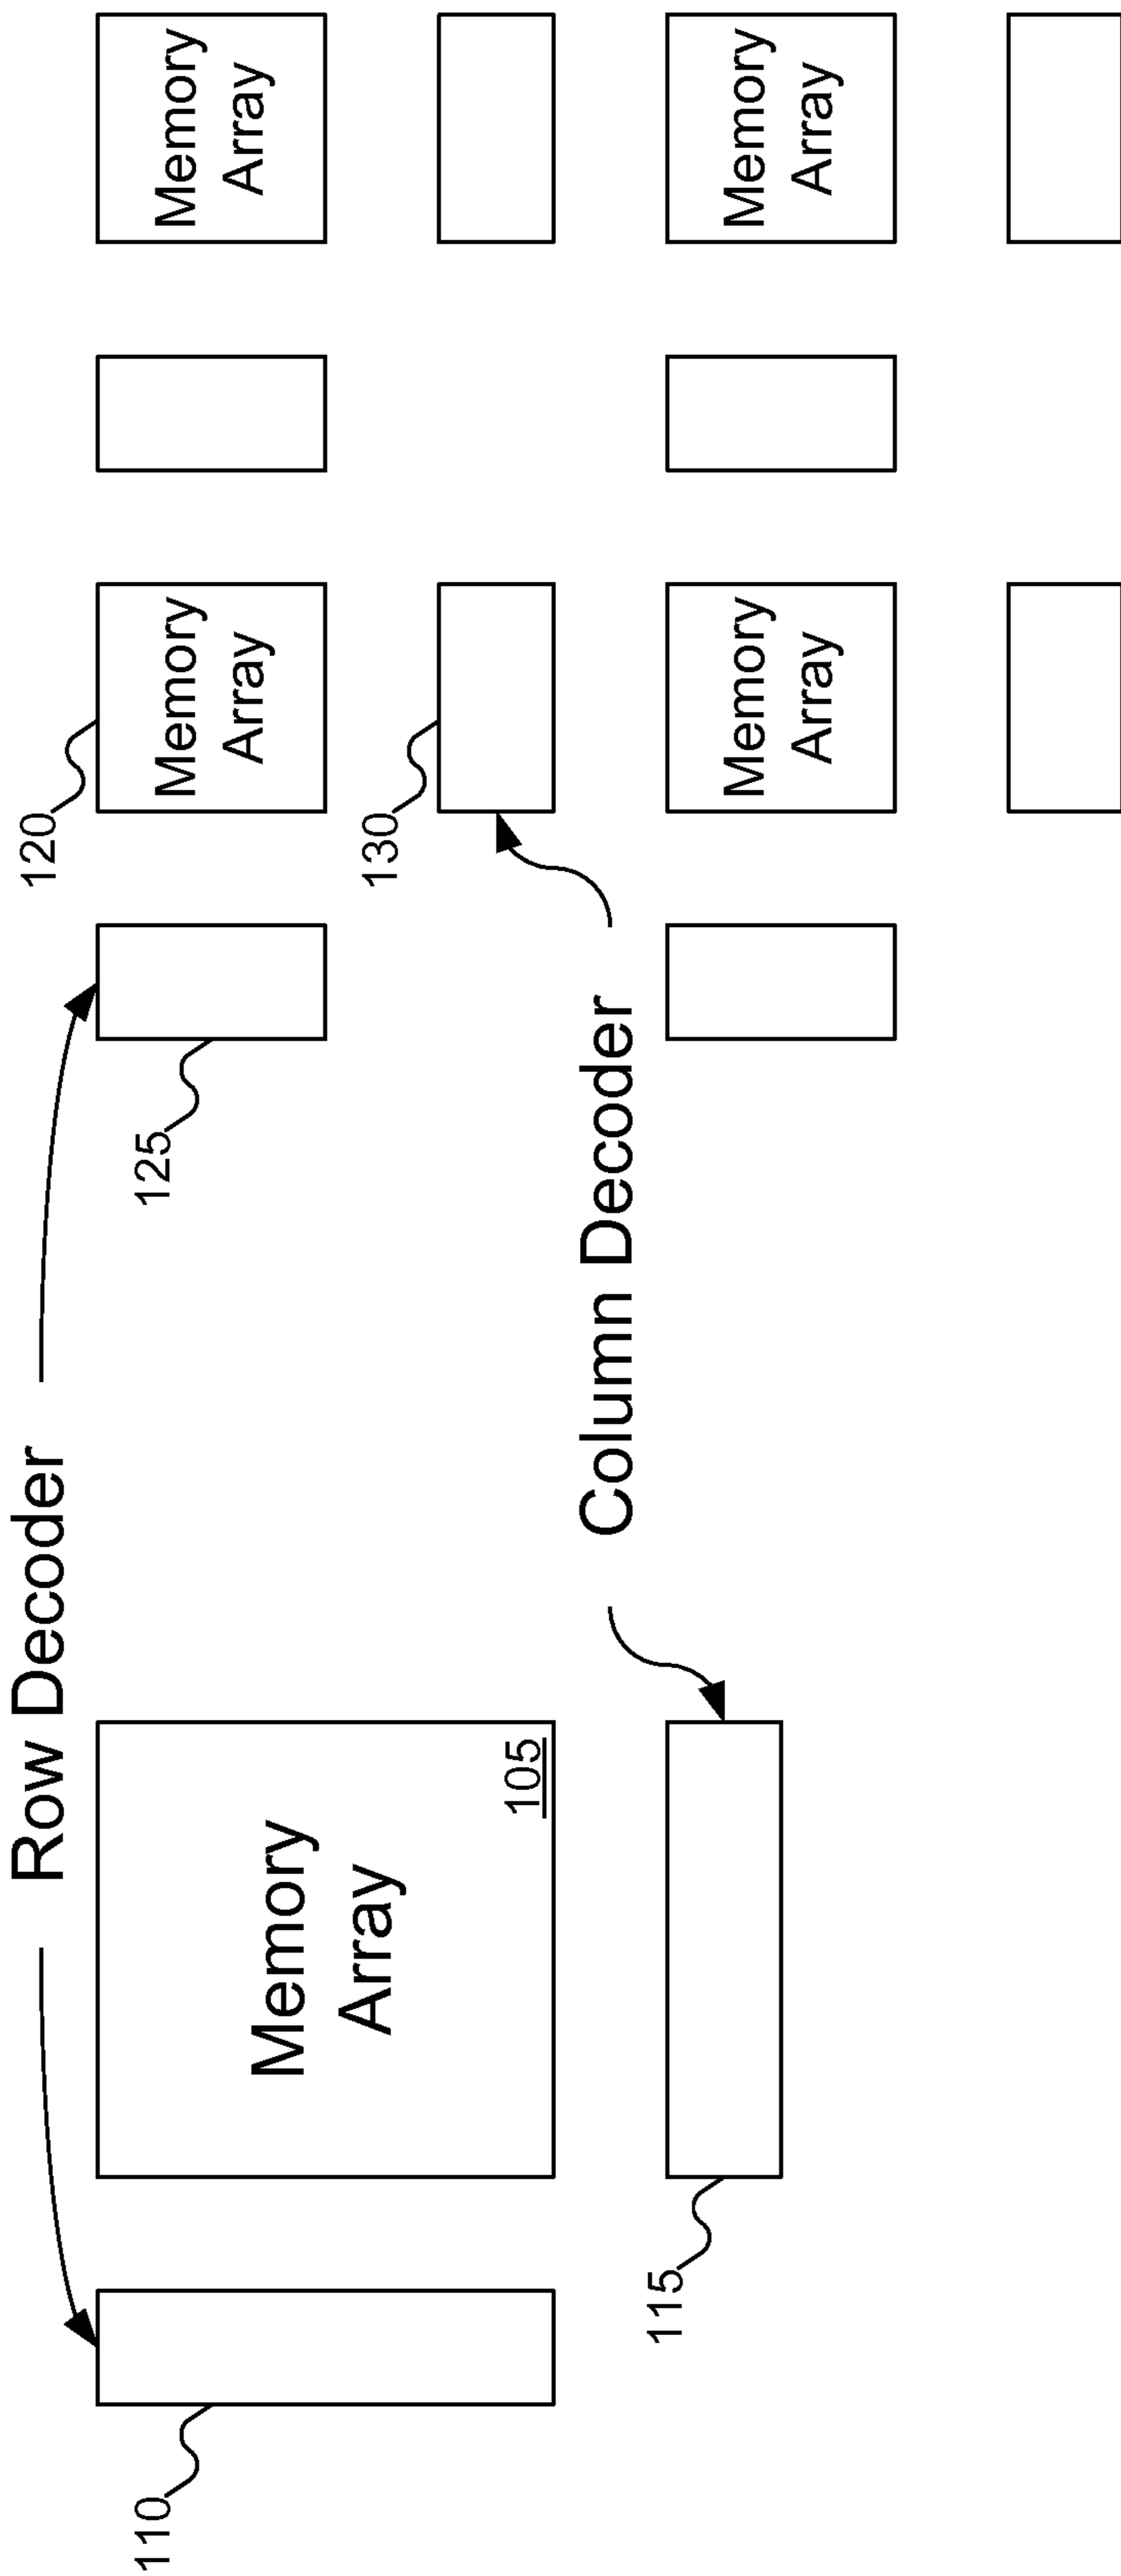 Row Decoder
120
110
125
Memory
Array
105
Memory
Array
Memory
Array
130
Column Decoder
115
Memory
Array
Memory
Array